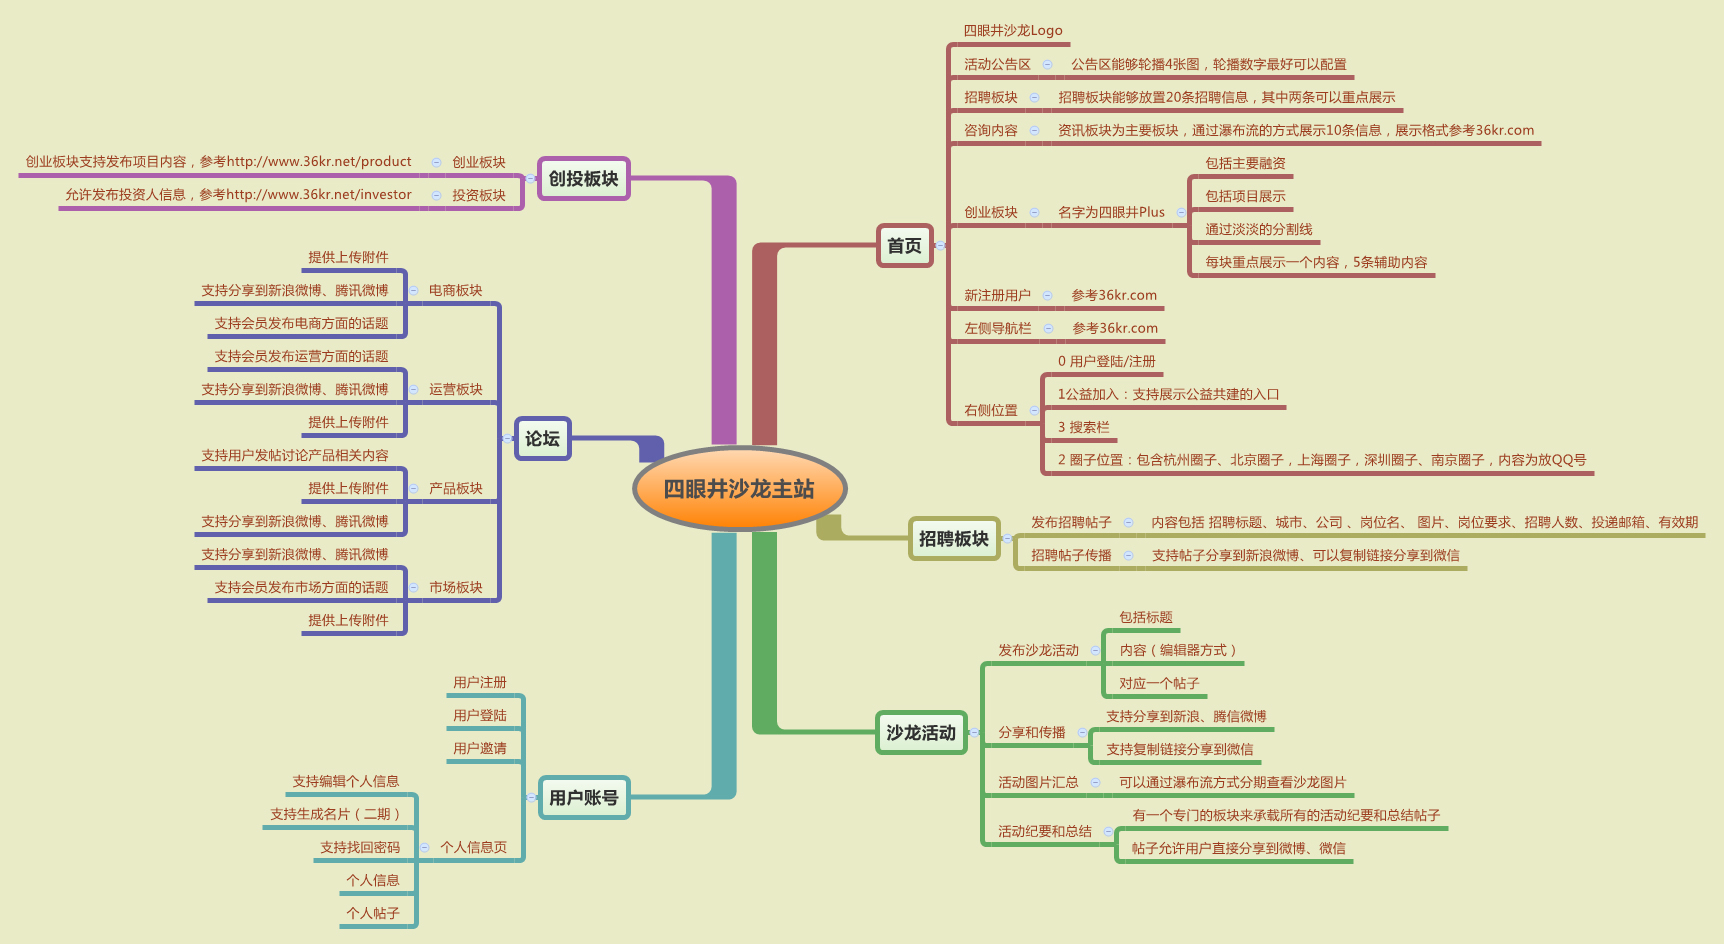 四眼井沙龙主站
首页
四眼井沙龙Logo
活动公告区
公告区能够轮播4张图，轮播数字最好可以配置
招聘板块
招聘板块能够放置20条招聘信息，其中两条可以重点展示
咨询内容
资讯板块为主要板块，通过瀑布流的方式展示10条信息，展示格式参考36kr.com
创业板块
名字为四眼井Plus
包括主要融资
包括项目展示
通过淡淡的分割线
每块重点展示一个内容，5条辅助内容
新注册用户
参考36kr.com
左侧导航栏
参考36kr.com
右侧位置
0 用户登陆/注册
1公益加入：支持展示公益共建的入口
3 搜索栏
2 圈子位置：包含杭州圈子、北京圈子，上海圈子，深圳圈子、南京圈子，内容为放QQ号
招聘板块
发布招聘帖子
内容包括 招聘标题、城市、公司 、岗位名、 图片、岗位要求、招聘人数、投递邮箱、有效期
招聘帖子传播
支持帖子分享到新浪微博、可以复制链接分享到微信
沙龙活动
发布沙龙活动
包括标题
内容（编辑器方式）
对应一个帖子
分享和传播
支持分享到新浪、腾信微博
支持复制链接分享到微信
活动图片汇总
可以通过瀑布流方式分期查看沙龙图片
活动纪要和总结
有一个专门的板块来承载所有的活动纪要和总结帖子
帖子允许用户直接分享到微博、微信
创投板块
创业板块
创业板块支持发布项目内容，参考http://www.36kr.net/product
投资板块
允许发布投资人信息，参考http://www.36kr.net/investor
论坛
电商板块
提供上传附件
支持分享到新浪微博、腾讯微博
支持会员发布电商方面的话题
运营板块
支持会员发布运营方面的话题
支持分享到新浪微博、腾讯微博
提供上传附件
产品板块
支持用户发帖讨论产品相关内容
提供上传附件
支持分享到新浪微博、腾讯微博
市场板块
支持分享到新浪微博、腾讯微博
支持会员发布市场方面的话题
提供上传附件
用户账号
用户注册
用户登陆
用户邀请
个人信息页
支持编辑个人信息
支持生成名片（二期）
支持找回密码
个人信息
个人帖子